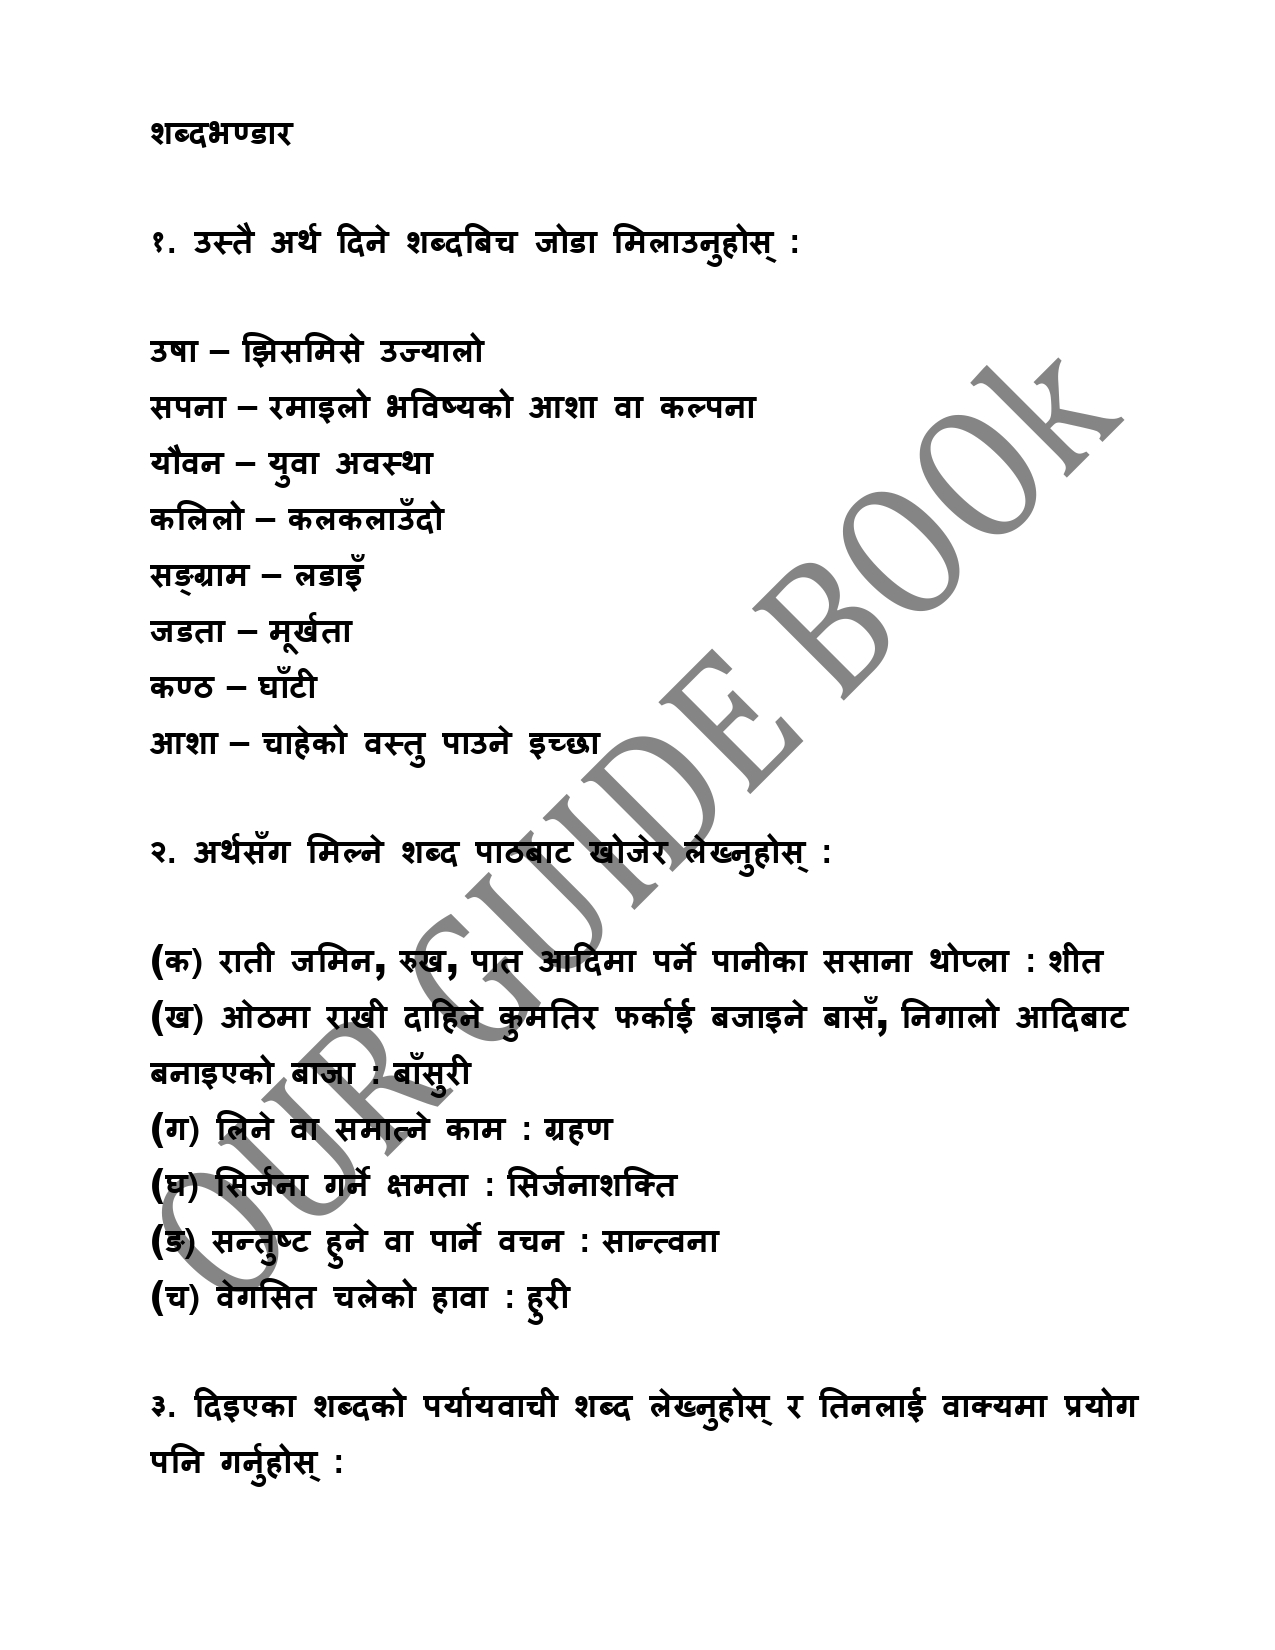 शब्दभण्डार
१. उस्तै अर्थ दिने शब्दबिच जोडा मिलाउनुहोस् :
उषा – झिसमिसे उज्यालो
सपना – रमाइलो भविष्यको आशा वा कल्पना
यौवन – युवा अवस्था
कलिलो – कलकलाउँदो
सङ्ग्राम – लडाइँ
जडता – मूर्खता
कण्ठ – घाँटी
आशा – चाहेको वस्तु पाउने इच्छा
२. अर्थसँग मिल्ने शब्द पाठबाट खोजेर लेख्नुहोस् :
(क) राती जमिन, रुख, पात आदिमा पर्ने पानीका ससाना थोप्ला : शीत
(ख) ओठमा राखी दाहिने कुमतिर फर्काई बजाइने बासँ, निगालो आदिबाट
बनाइएको बाजा : बाँसुरी
(ग) लिने वा समात्ने काम : ग्रहण
(घ) सिर्जना गर्ने क्षमता : सिर्जनाशक्ति
(ङ) सन्तुष्ट हुने वा पार्ने वचन : सान्त्वना
(च) वेगसित चलेको हावा : हुरी
३. दिइएका शब्दको पर्यायवाची शब्द लेख्नुहोस् र तिनलाई वाक्यमा प्रयोग
पनि गर्नुहोस् :
OUR GUIDE BOOk